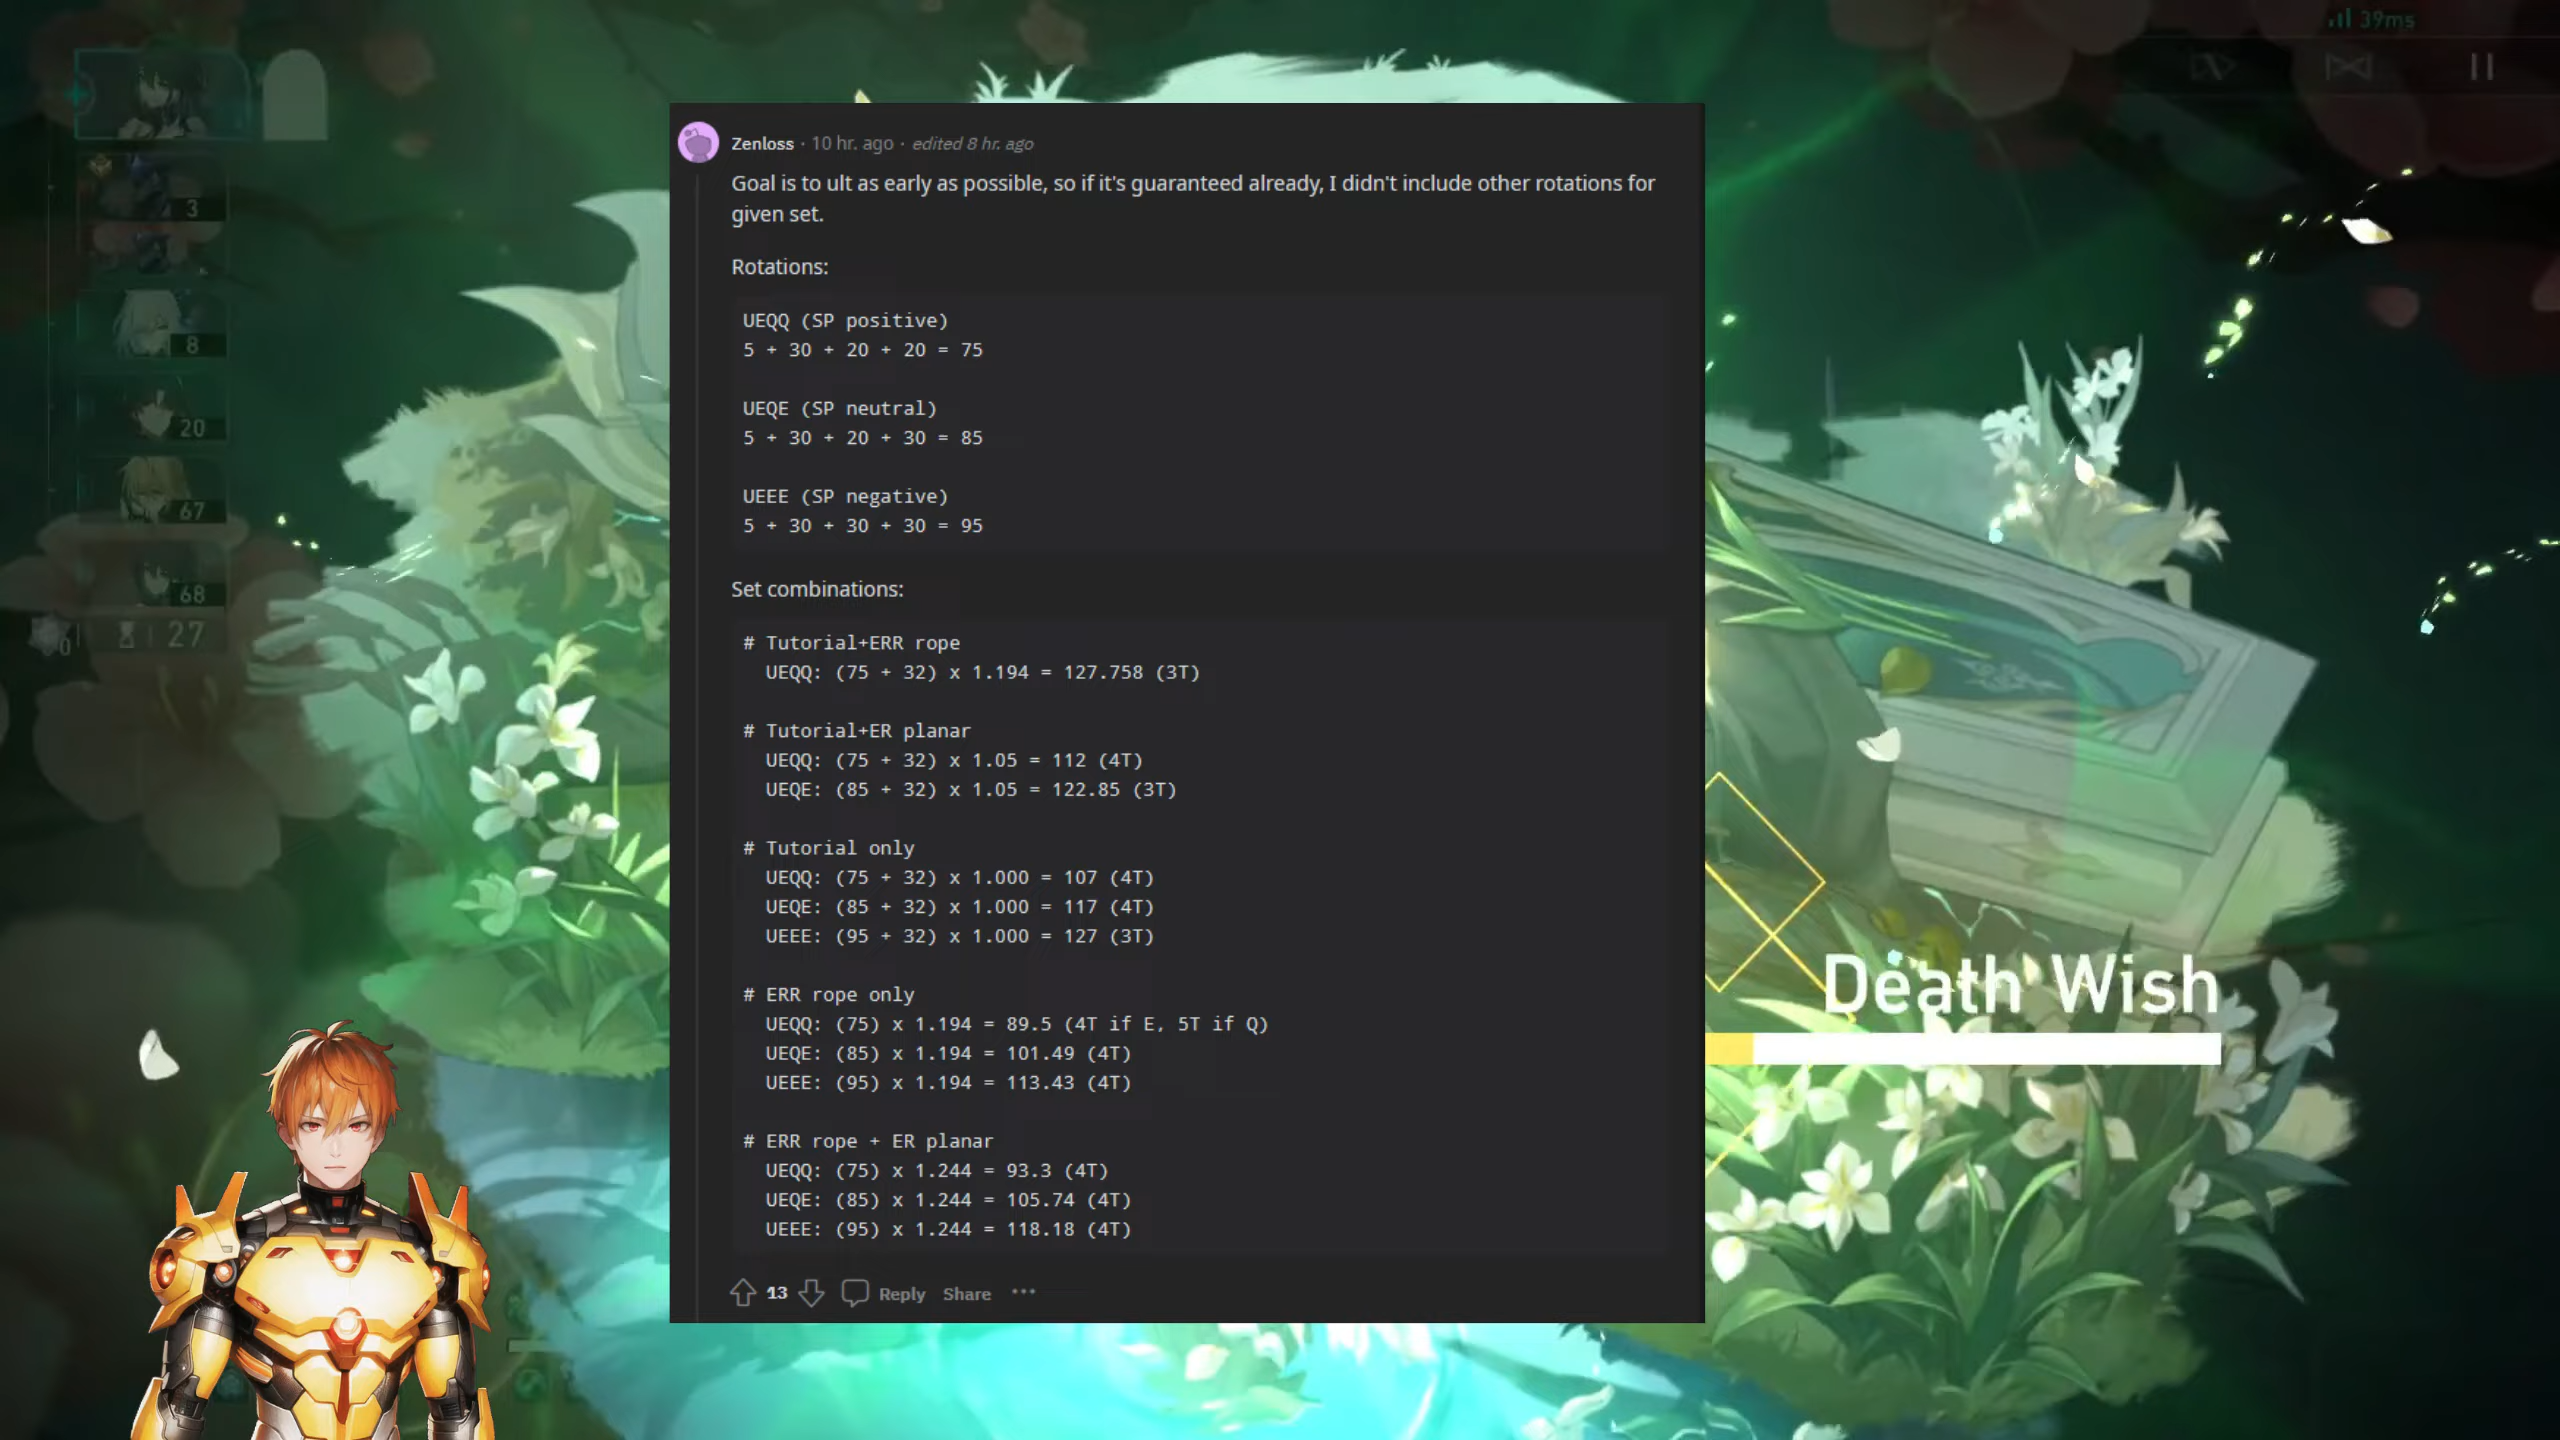 39ms
3
8
20
67
68
27
Zenloss · 10 hr. ago · edited 8 hr. ago
Goal is to ult as early as possible, so if it's guaranteed already, I didn't include other rotations for
given set.
Rotations:
UEQQ (SP positive)
5 + 30 + 20 + 20 = 75
UEQE (SP neutral)
5 + 30 + 20 + 30 = 85
UEEE (SP negative)
5 + 30 + 30 + 30 = 95
Set combinations:
# Tutorial+ERR rope
UEQQ: (75 + 32) x 1.194 = 127.758 (3T)
# Tutorial+ER planar
UEQQ: (75 + 32) x 1.05 = 112 (4T)
UEQE: (85 + 32) x 1.05 = 122.85 (3T)
# Tutorial only
UEQQ: (75 + 32) x 1.000 = 107 (4T)
UEQE: (85 + 32) x 1.000 = 117 (4T)
UEEE: (95 + 32) x 1.000 = 127 (3T)
# ERR rope only
UEQQ: (75) x 1.194 = 89.5 (4T if E, 5T if Q)
UEQE: (85) x 1.194 = 101.49 (4T)
UEEE: (95) x 1.194 = 113.43 (4T)
# ERR rope + ER planar
UEQQ: (75) x 1.244 = 93.3 (4T)
UEQE: (85) x 1.244 = 105.74 (4T)
UEEE: (95) x 1.244 = 118.18 (4T)
13 Reply Share ···
Death Wish